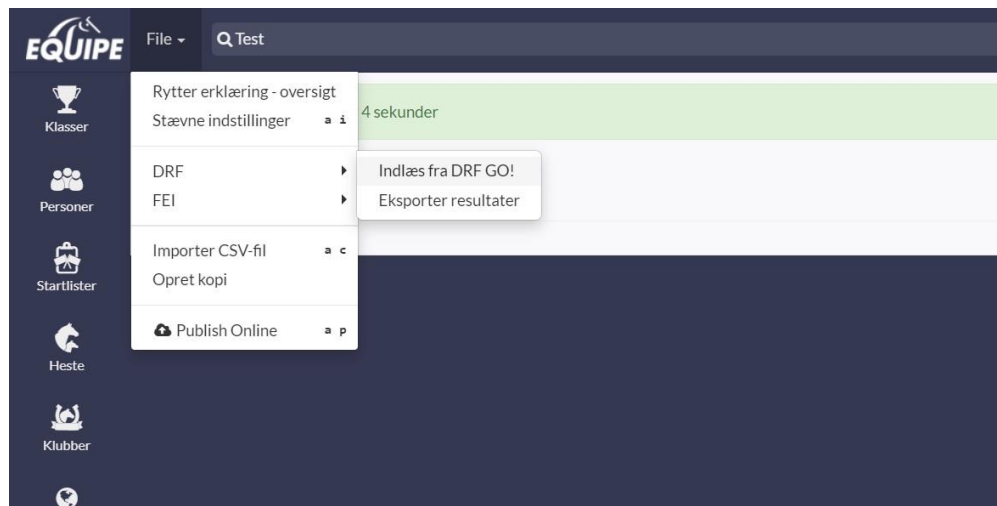 EQUIPE
File
Test
Klasser
Personer
Startlister
Heste
Klubber
Rytter erklæring - oversigt
Stævne indstillinger a i
DRF
FEI
Importer CSV-fil a c
Opret kopi
Publish Online a p
4 sekunder
Indlæs fra DRF GO!
Eksporter resultater